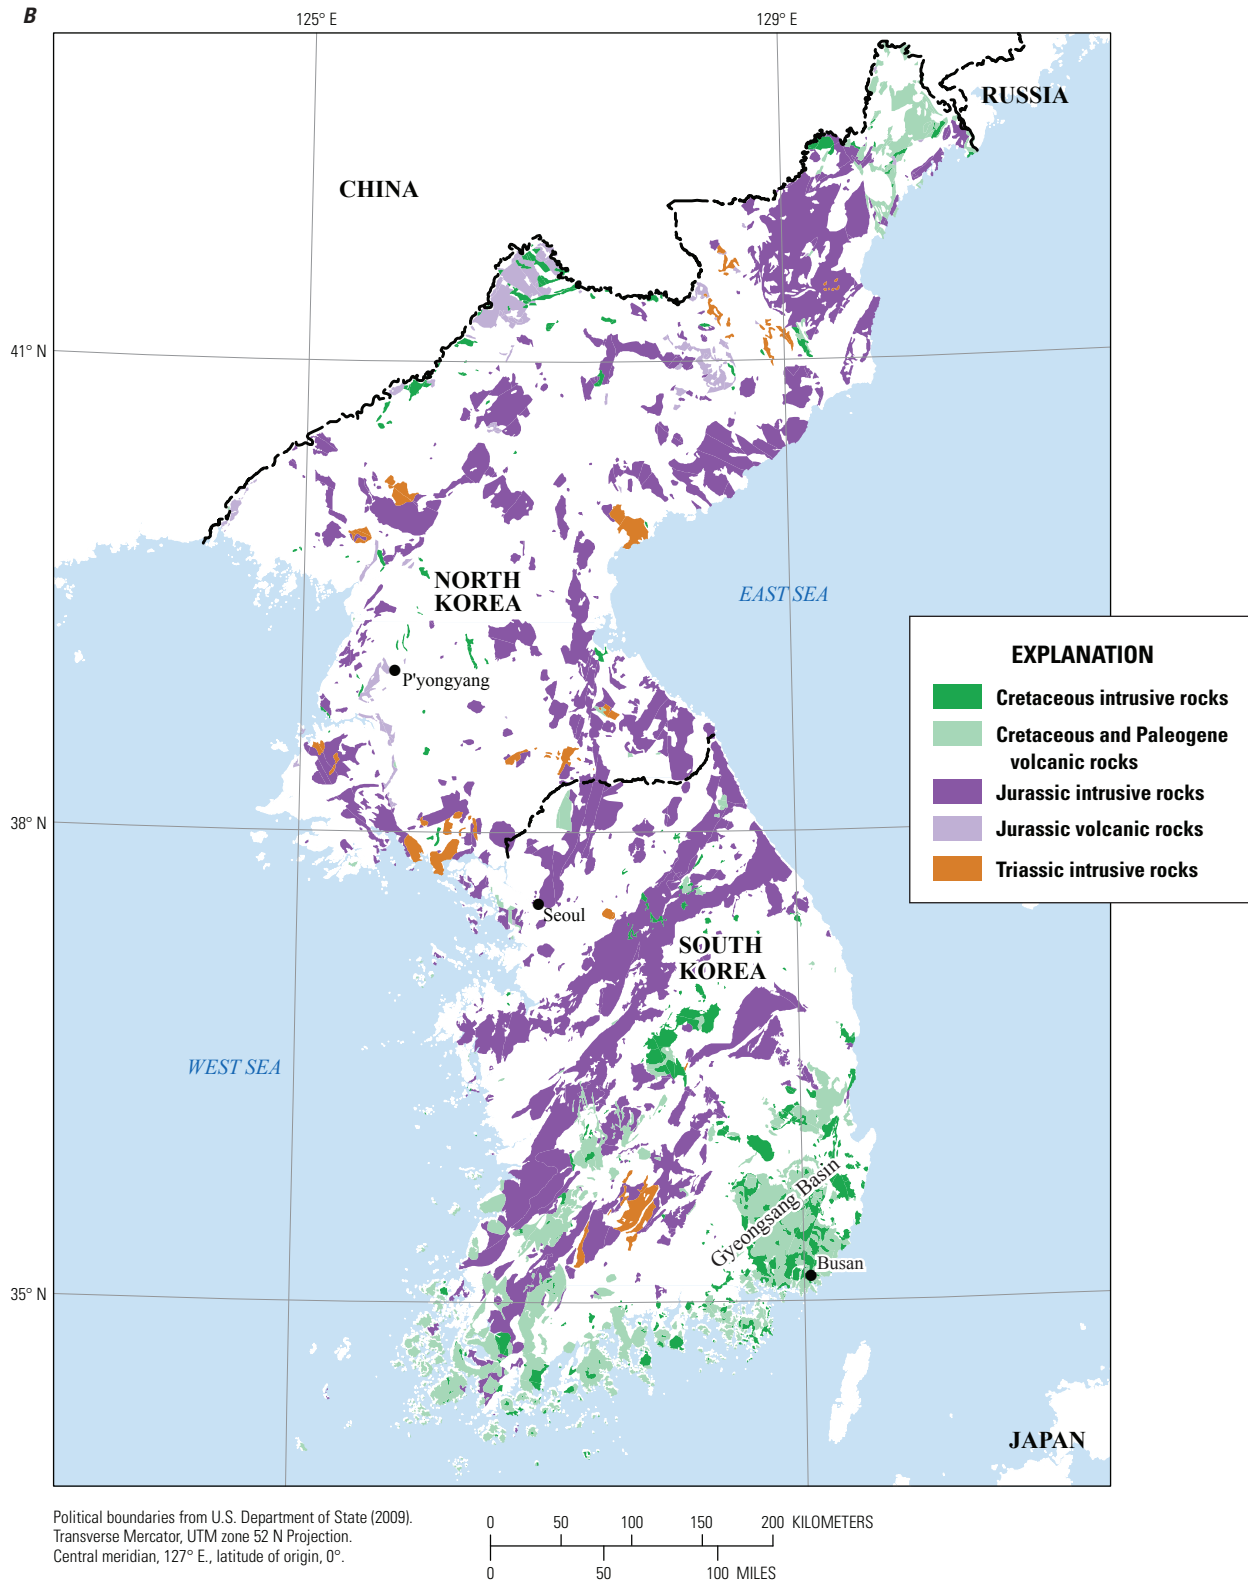 B
125° E
129° E
RUSSIA
CHINA
41° N
NORTH
KOREA
EAST SEA
P'yongyang
EXPLANATION
Cretaceous intrusive rocks
Cretaceous and Paleogene
volcanic rocks
Jurassic intrusive rocks
Jurassic volcanic rocks
Triassic intrusive rocks
38° N
Seoul
SOUTH
KOREA
WEST SEA
Gyeongsang Basin
Busan
35° N
JAPAN
Political boundaries from U.S. Department of State (2009).
Transverse Mercator, UTM zone 52 N Projection.
Central meridian, 127° E., latitude of origin, 0°.
0 50 100 150 200 KILOMETERS
0 50 100 MILES